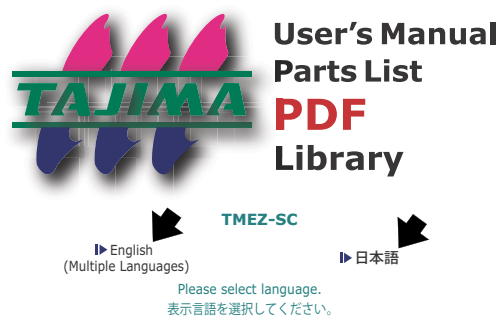 TAJIMA
User's Manual
Parts List
PDF
Library
TMEZ-SC
English
(Multiple Languages)
日本語
Please select language.
表示言語を選択してください。